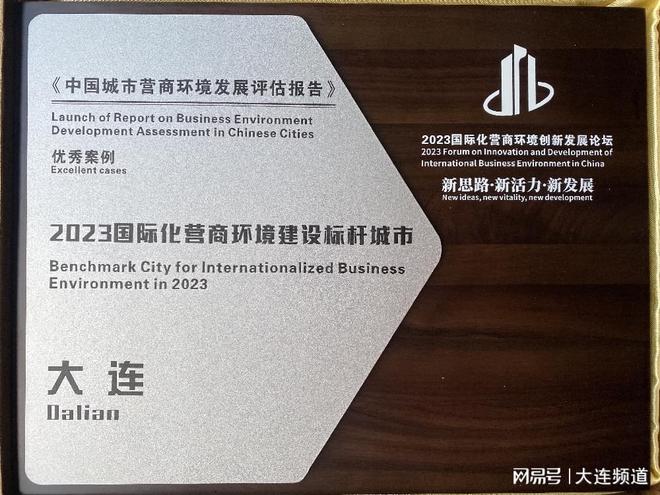 《中国城市营商环境发展评估报告》
Launch of Report on Business Environment
Development Assessment in Chinese Cities
优秀案例
Excellent cases
2023国际化营商环境建设标杆城市
Benchmark City for Internationalized Business
Environment in 2023
大连
Dalian
2023国际化营商环境创新发展论坛
2023 Forum on Innovation and Development of
International Business Environment in China
新思路·新活力·新发展
New ideas, new vitality, new development
网易号 | 大连频道